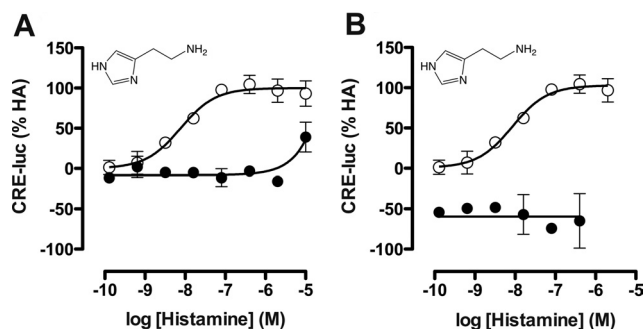 A
150
100
50
0
-50
-100
CRE-luc (% HA)
HN
N
NH2
-10 -9 -8 -7 -6 -5
log [Histamine] (M)
B
150
100
50
0
-50
-100
CRE-luc (% HA)
HN
N
NH2
-10 -9 -8 -7 -6 -5
log [Histamine] (M)